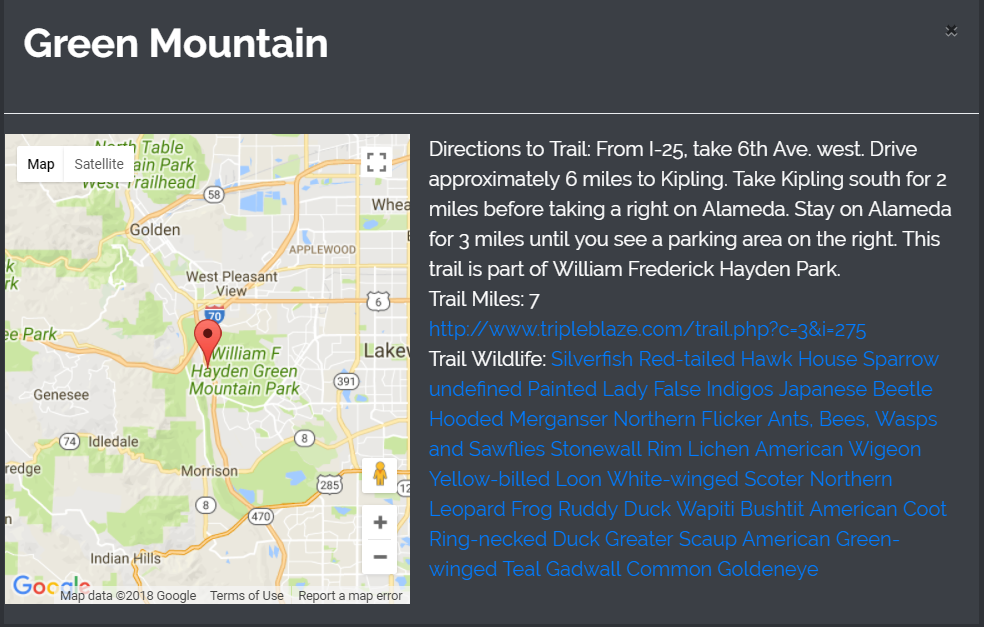 Green Mountain
×
Map Satellite
North Table
ain Park
West Trailhead
58
Whea
Golden
APPLEWOOD
West Pleasant
View
6
70
ee Park
William F
Hayden Green
Mountain Park
Lakew
391
Genesee
74
Idledale
8
redge
Morrison
285
12
8
470
Indian Hills
+
−
Google
Map data ©2018 Google Terms of Use Report a map error
Directions to Trail: From I-25, take 6th Ave. west. Drive
approximately 6 miles to Kipling. Take Kipling south for 2
miles before taking a right on Alameda. Stay on Alameda
for 3 miles until you see a parking area on the right. This
trail is part of William Frederick Hayden Park.
Trail Miles: 7
http://www.tripleblaze.com/trail.php?c=3&i=275
Trail Wildlife: Silverfish Red-tailed Hawk House Sparrow
undefined Painted Lady False Indigos Japanese Beetle
Hooded Merganser Northern Flicker Ants, Bees, Wasps
and Sawflies Stonewall Rim Lichen American Wigeon
Yellow-billed Loon White-winged Scoter Northern
Leopard Frog Ruddy Duck Wapiti Bushtit American Coot
Ring-necked Duck Greater Scaup American Green-
winged Teal Gadwall Common Goldeneye